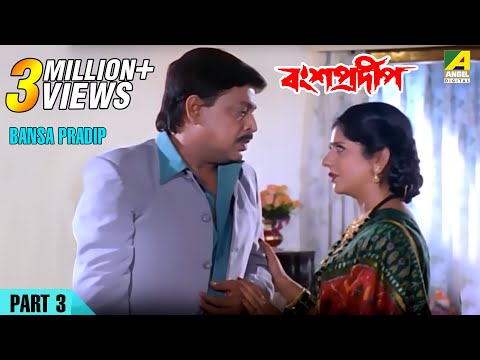 3 MILLION+
VIEWS
BANSA PRADIP
বংশপ্রদীপ
ANGEL
DIGITAL
PART 3